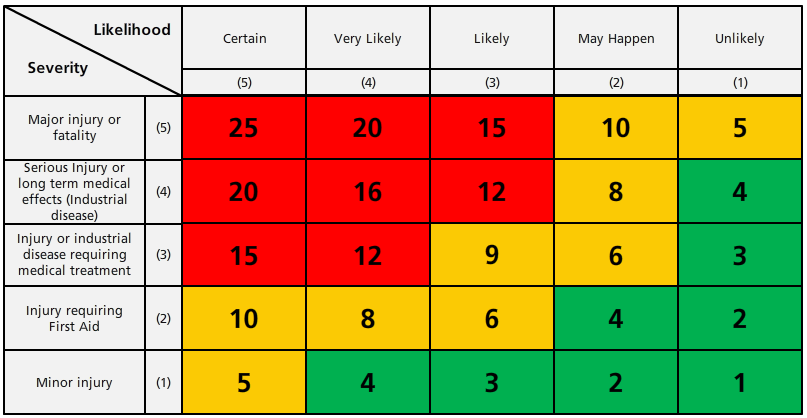 Likelihood
Severity
Certain
Very Likely
Likely
May Happen
Unlikely
(5)
(4)
(3)
(2)
(1)
Major injury or
fatality
(5)
25
20
15
10
5
Serious Injury or
long term medical
effects (Industrial
disease)
(4)
20
16
12
8
4
Injury or industrial
disease requiring
medical treatment
(3)
15
12
9
6
3
Injury requiring
First Aid
(2)
10
8
6
4
2
Minor injury
(1)
5
4
3
2
1